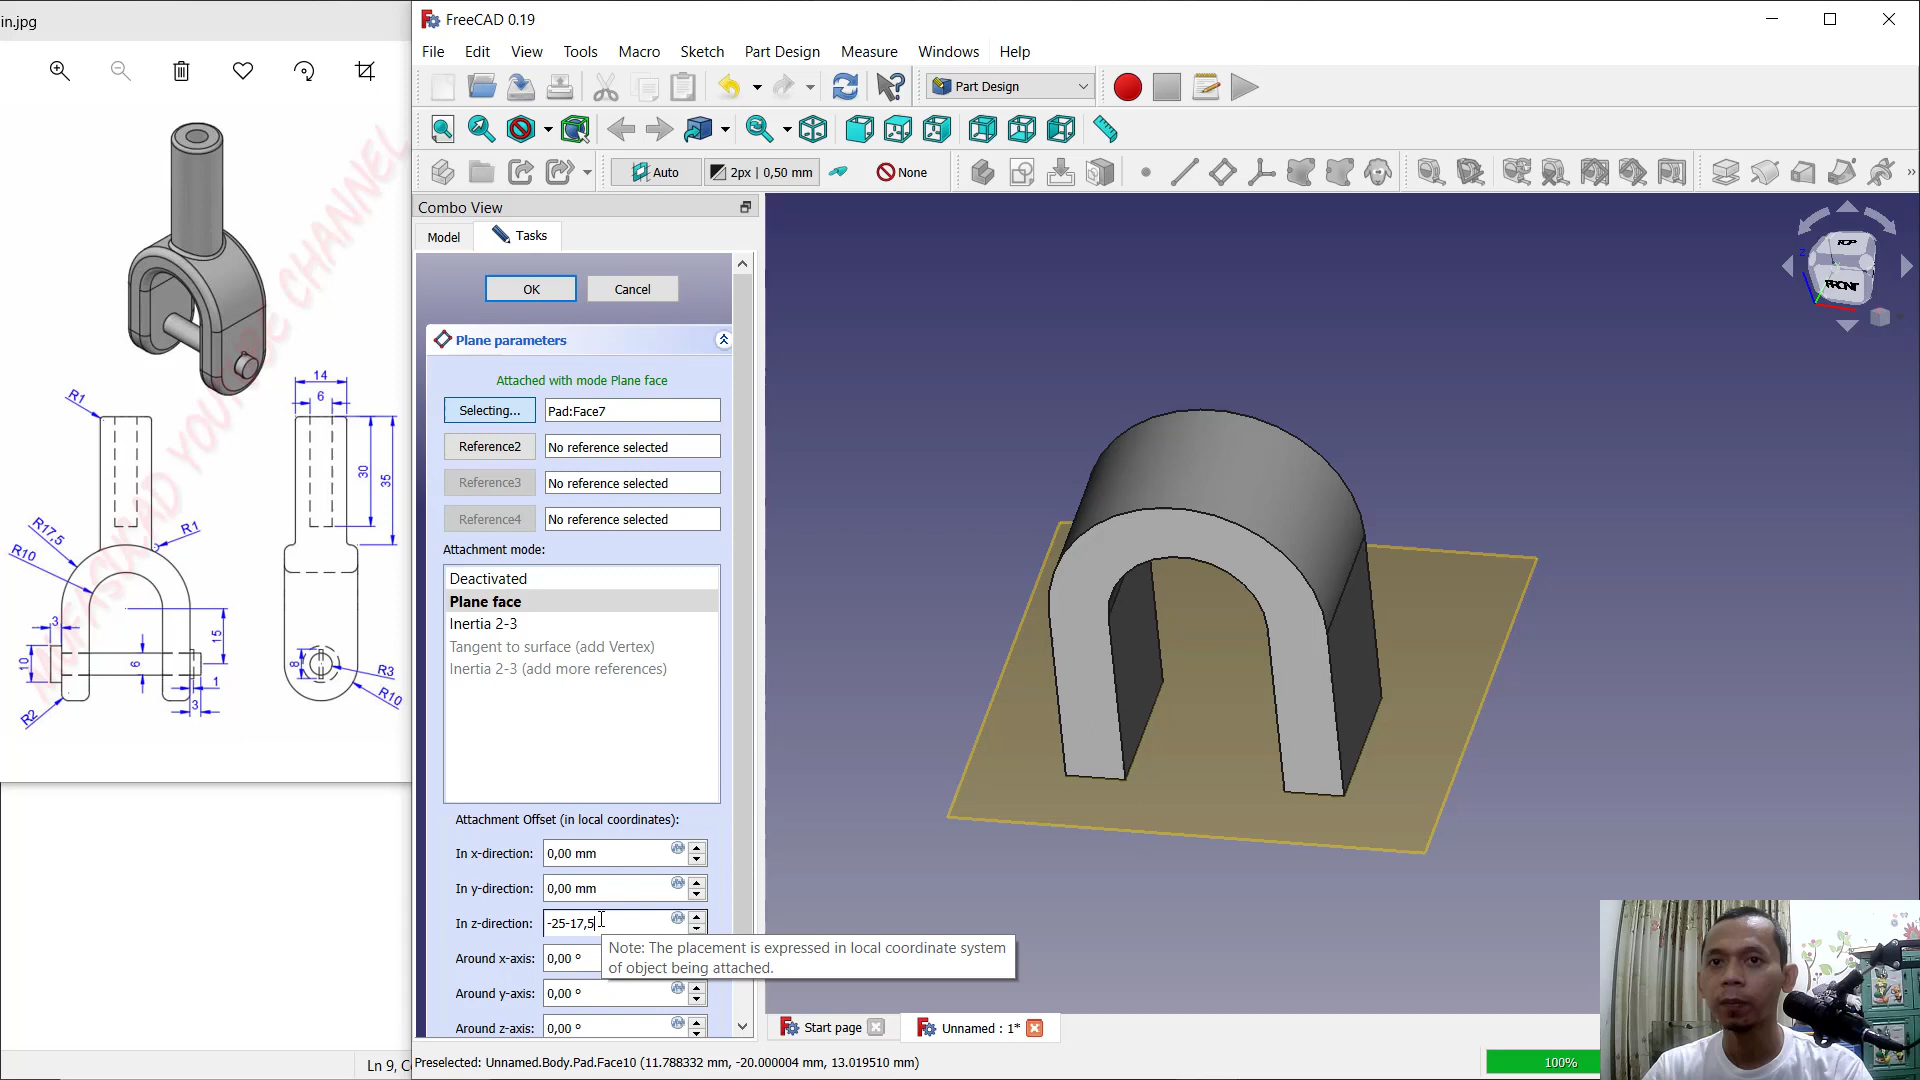 in.jpg
FreeCAD 0.19
File Edit View Tools Macro Sketch Part Design Measure Windows Help
Part Design
Auto
2px | 0,50 mm
None
Combo View
Model
Tasks
OK
Cancel
Plane parameters
Attached with mode Plane face
Selecting...
Pad:Face7
Reference2
No reference selected
Reference3
No reference selected
Reference4
No reference selected
Attachment mode:
Deactivated
Plane face
Inertia 2-3
Tangent to surface (add Vertex)
Inertia 2-3 (add more references)
Attachment Offset (in local coordinates):
In x-direction:
0,00 mm
In y-direction:
0,00 mm
In z-direction:
-25-17,5
Note: The placement is expressed in local coordinate system
of object being attached.
Around x-axis:
0,00 °
Around y-axis:
0,00 °
Around z-axis:
0,00 °
TOP
FRONT
Z
Start page
Unnamed : 1*
Preselected: Unnamed.Body.Pad.Face10 (11.788332 mm, -20.000004 mm, 13.019510 mm)
100%
Ln 9, Co
14
6
R1
30
35
R17,5
R10
R1
3
15
10
6
8
R3
1
R10
3
R2